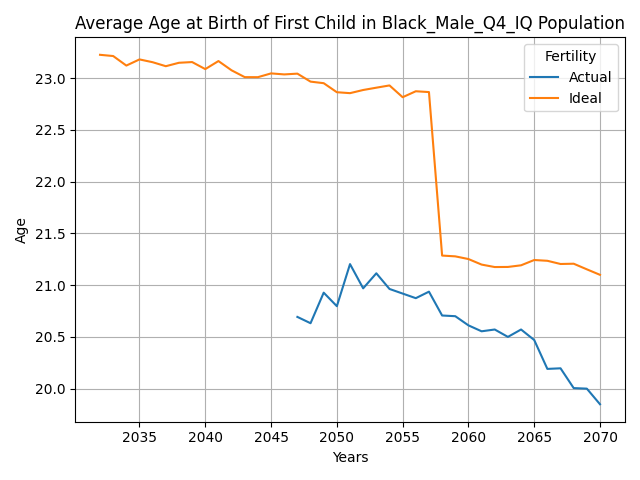 Average Age at Birth of First Child in Black_Male_Q4_IQ Population
Fertility
Actual
Ideal
Age
23.0
22.5
22.0
21.5
21.0
20.5
20.0
2035 2040 2045 2050 2055 2060 2065 2070
Years